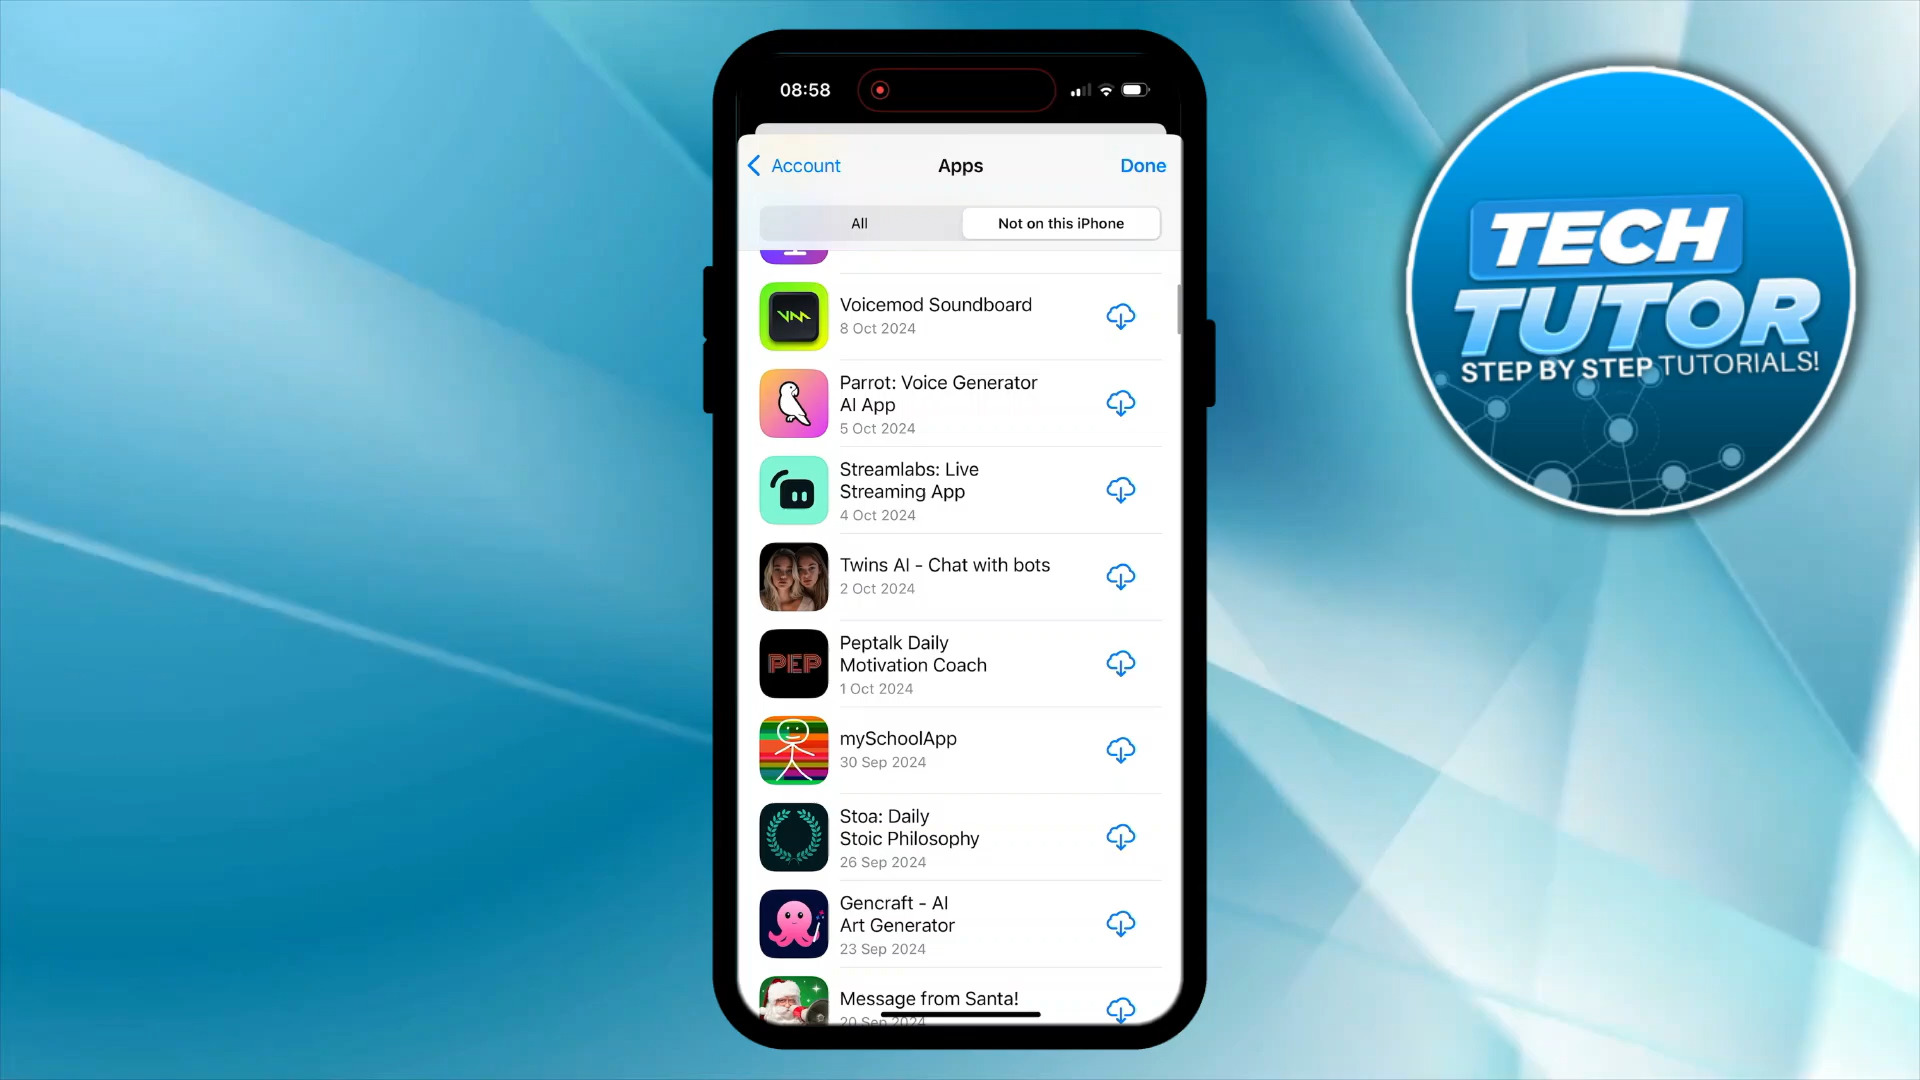 08:58
Account
Apps
Done
All
Not on this iPhone
Voicemod Soundboard
8 Oct 2024
Parrot: Voice Generator
AI App
5 Oct 2024
Streamlabs: Live
Streaming App
4 Oct 2024
Twins AI - Chat with bots
2 Oct 2024
PEP
Peptalk Daily
Motivation Coach
1 Oct 2024
mySchoolApp
30 Sep 2024
Stoa: Daily
Stoic Philosophy
26 Sep 2024
Gencraft - AI
Art Generator
23 Sep 2024
Message from Santa!
20 Sep 2024
TECH
TUTOR
STEP BY STEP TUTORIALS!